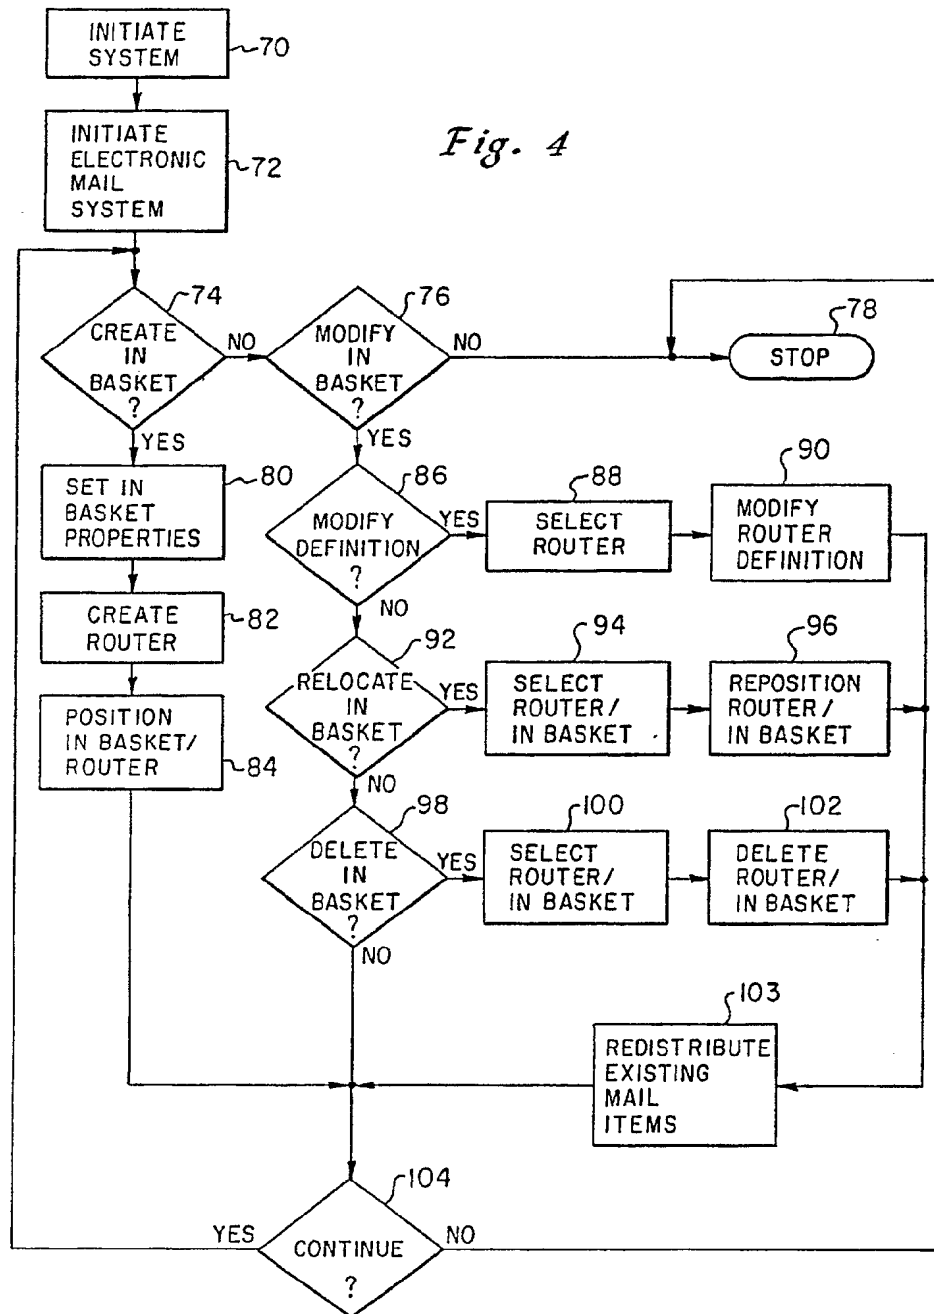 INITIATE
SYSTEM
70
INITIATE
ELECTRONIC
MAIL
SYSTEM
72
Fig. 4
74
CREATE
IN
BASKET
?
NO
YES
76
MODIFY
IN
BASKET
?
NO
YES
78
STOP
80
SET IN
BASKET
PROPERTIES
86
MODIFY
DEFINITION
?
YES
NO
88
SELECT
ROUTER
90
MODIFY
ROUTER
DEFINITION
CREATE
ROUTER
82
92
RELOCATE
IN
BASKET
?
YES
NO
94
SELECT
ROUTER/
IN BASKET
96
REPOSITION
ROUTER/
IN BASKET
POSITION
IN BASKET/
ROUTER
84
98
DELETE
IN
BASKET
?
YES
NO
100
SELECT
ROUTER/
IN BASKET
102
DELETE
ROUTER/
IN BASKET
103
REDISTRIBUTE
EXISTING
MAIL
ITEMS
104
YES
CONTINUE
?
NO